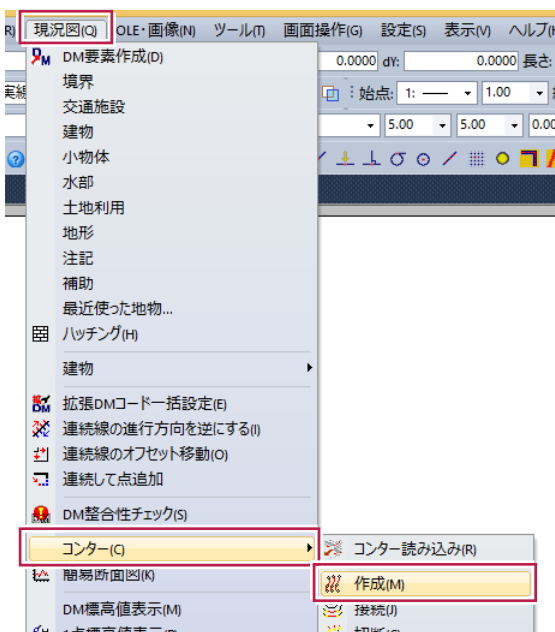 現況図(Q) OLE・画像(N) ツール(T) 画面操作(G) 設定(S) 表示(V) ヘルプ(
DM要素作成(D) 0.0000 dY: 0.0000 長さ:
境界 始点: 1: 1.00
交通施設
建物 5.00 5.00 0.00
小物体
水部
土地利用
地形
注記
補助
最近使った地物...
ハッチング(H)
建物
拡張DMコード一括設定(E)
連続線の進行方向を逆にする(I)
連続線のオフセット移動(O)
連続して点追加
DM整合性チェック(S)
コンター(C) コンター読み込み(R)
簡易断面図(K) 作成(M)
DM標高値表示(M) 接続(J)